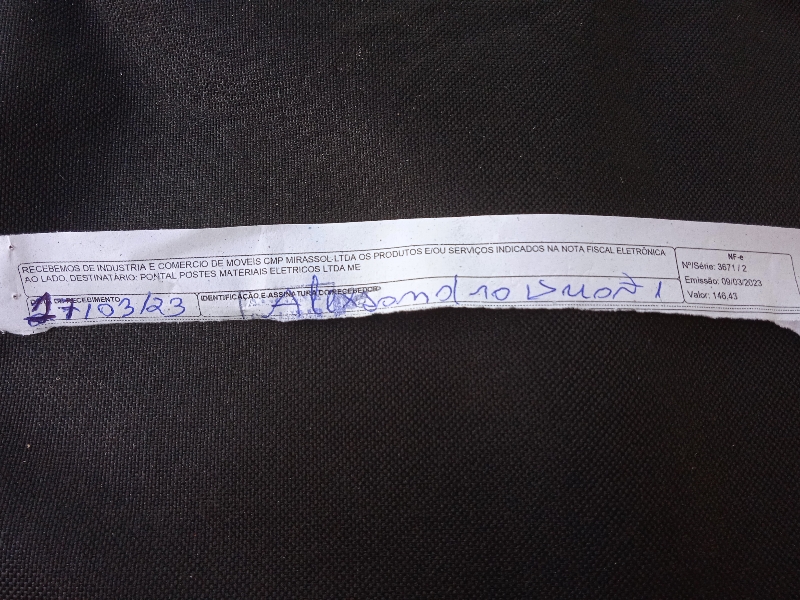 RECEBEMOS DE INDUSTRIA E COMERCIO DE MOVEIS CMP MIRASSOL LTDA OS PRODUTOS E/OU SERVIÇOS INDICADOS NA NOTA FISCAL ELETRÔNICA
AO LADO. DESTINATÁRIO: PONTAL POSTES MATERIAIS ELETRICOS LTDA ME
RECEBIMENTO
27/03/23
IDENTIFICAÇÃO E ASSINATURA DO RECEBEDOR
NF-e
Nº/Série: 3671 / 2
Emissão: 09/03/2023
Valor: 146,43